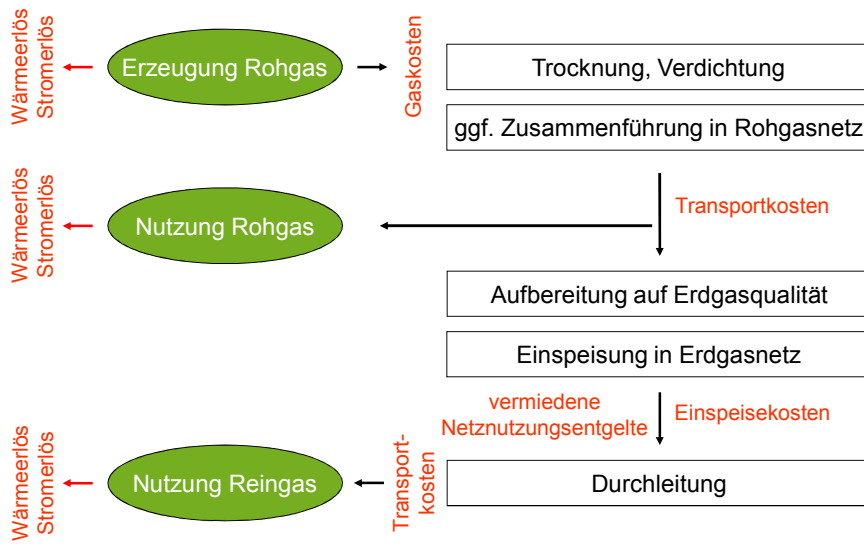 Wärmeerlös
Stromerlös
Erzeugung Rohgas
Gaskosten
Trocknung, Verdichtung
ggf. Zusammenführung in Rohgasnetz
Transportkosten
Wärmeerlös
Stromerlös
Nutzung Rohgas
Aufbereitung auf Erdgasqualität
Einspeisung in Erdgasnetz
vermiedene
Netznutzungsentgelte
Einspeisekosten
Wärmeerlös
Stromerlös
Nutzung Reingas
Transport-
kosten
Durchleitung